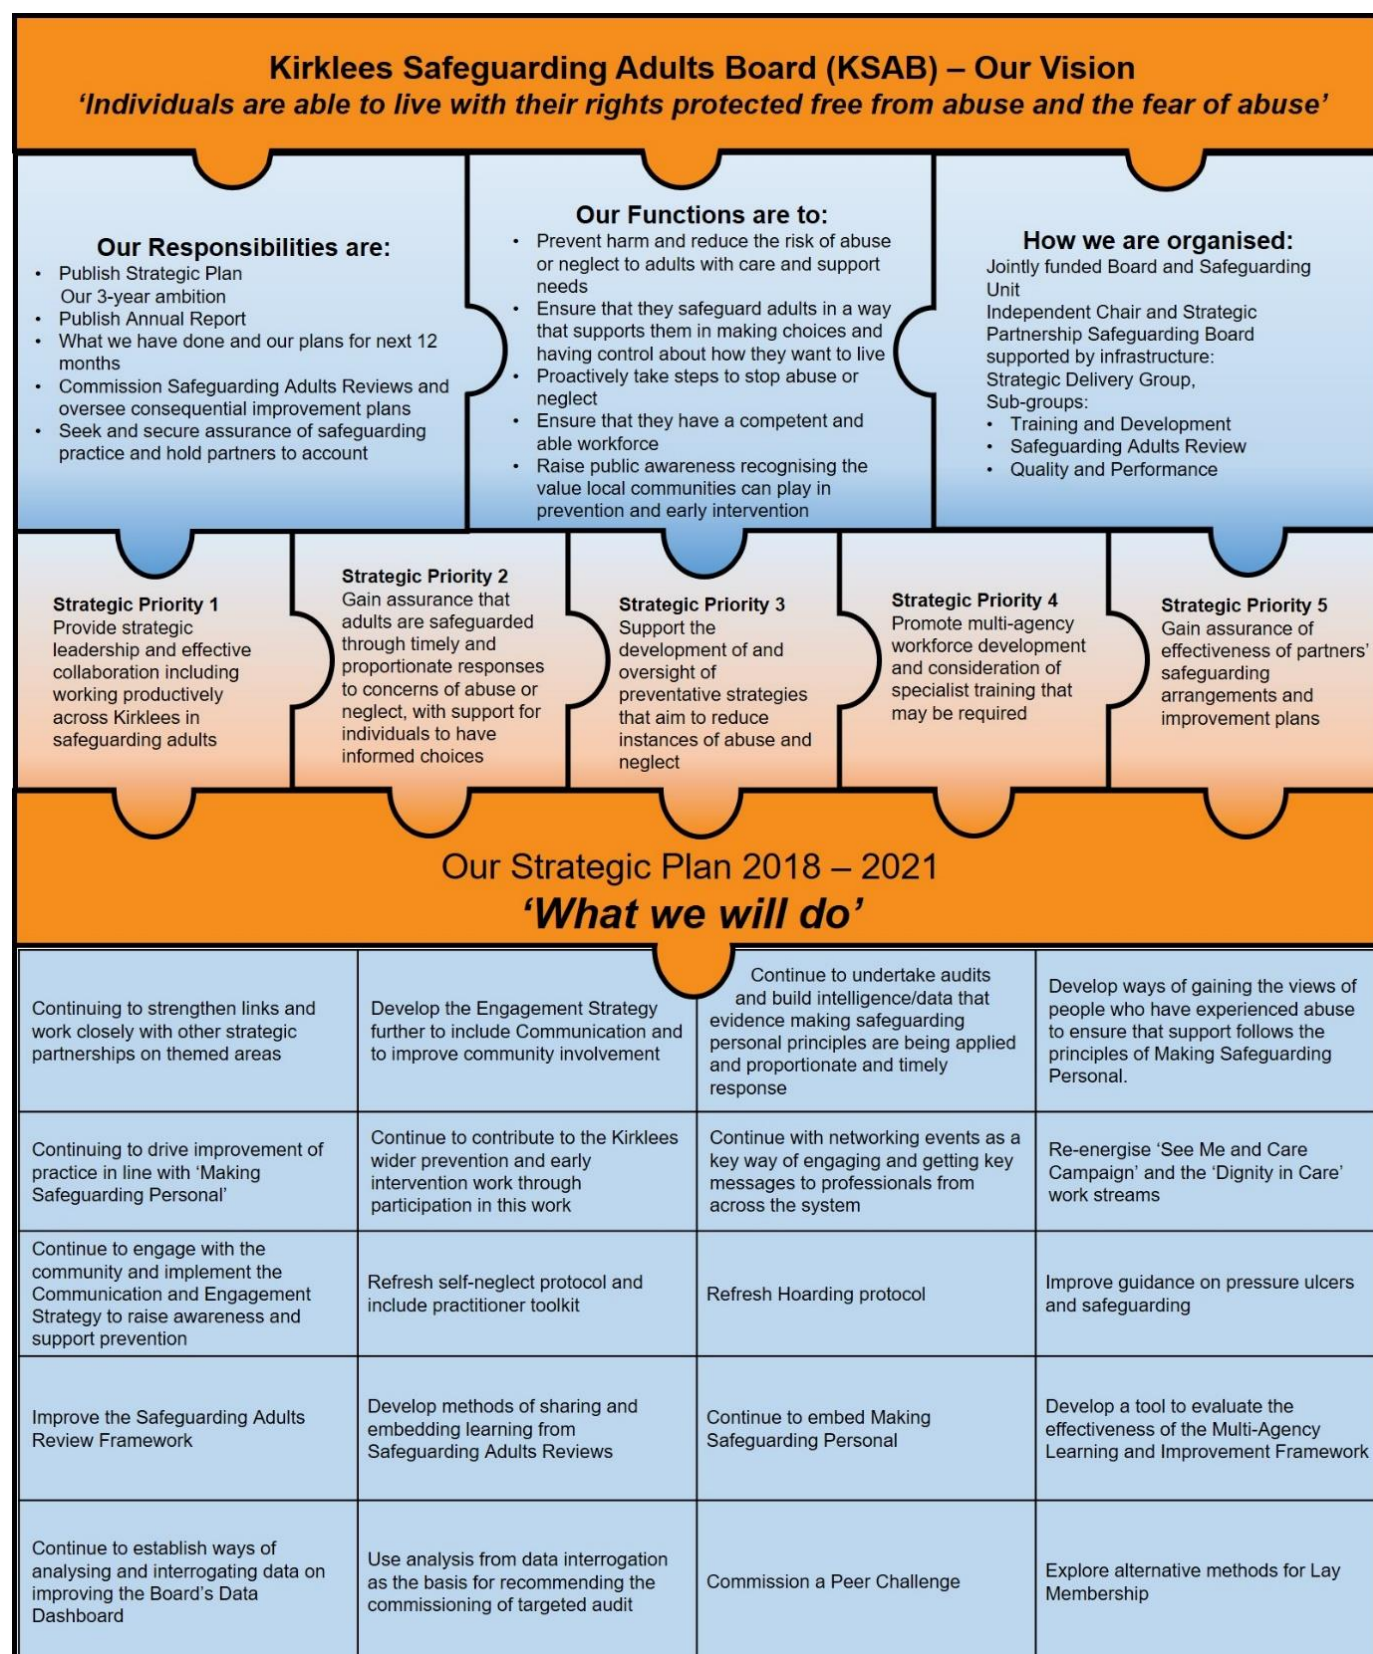 Kirklees Safeguarding Adults Board (KSAB) – Our Vision
‘Individuals are able to live with their rights protected free from abuse and the fear of abuse’
Our Responsibilities are:
• Publish Strategic Plan
Our 3-year ambition
• Publish Annual Report
• What we have done and our plans for next 12
months
• Commission Safeguarding Adults Reviews and
oversee consequential improvement plans
• Seek and secure assurance of safeguarding
practice and hold partners to account
Our Functions are to:
• Prevent harm and reduce the risk of abuse
or neglect to adults with care and support
needs
• Ensure that they safeguard adults in a way
that supports them in making choices and
having control about how they want to live
• Proactively take steps to stop abuse or
neglect
• Ensure that they have a competent and
able workforce
• Raise public awareness recognising the
value local communities can play in
prevention and early intervention
How we are organised:
Jointly funded Board and Safeguarding
Unit
Independent Chair and Strategic
Partnership Safeguarding Board
supported by infrastructure:
Strategic Delivery Group,
Sub-groups:
• Training and Development
• Safeguarding Adults Review
• Quality and Performance
Strategic Priority 1
Provide strategic
leadership and effective
collaboration including
working productively
across Kirklees in
safeguarding adults
Strategic Priority 2
Gain assurance that
adults are safeguarded
through timely and
proportionate responses
to concerns of abuse or
neglect, with support for
individuals to have
informed choices
Strategic Priority 3
Support the
development of and
oversight of
preventative strategies
that aim to reduce
instances of abuse and
neglect
Strategic Priority 4
Promote multi-agency
workforce development
and consideration of
specialist training that
may be required
Strategic Priority 5
Gain assurance of
effectiveness of partners’
safeguarding
arrangements and
improvement plans
Our Strategic Plan 2018 – 2021
‘What we will do’
Continuing to strengthen links and
work closely with other strategic
partnerships on themed areas
Develop the Engagement Strategy
further to include Communication and
to improve community involvement
Continue to undertake audits
and build intelligence/data that
evidence making safeguarding
personal principles are being applied
and proportionate and timely
response
Develop ways of gaining the views of
people who have experienced abuse
to ensure that support follows the
principles of Making Safeguarding
Personal.
Continuing to drive improvement of
practice in line with ‘Making
Safeguarding Personal’
Continue to contribute to the Kirklees
wider prevention and early
intervention work through
participation in this work
Continue with networking events as a
key way of engaging and getting key
messages to professionals from
across the system
Re-energise ‘See Me and Care
Campaign’ and the ‘Dignity in Care’
work streams
Continue to engage with the
community and implement the
Communication and Engagement
Strategy to raise awareness and
support prevention
Refresh self-neglect protocol and
include practitioner toolkit
Refresh Hoarding protocol
Improve guidance on pressure ulcers
and safeguarding
Improve the Safeguarding Adults
Review Framework
Develop methods of sharing and
embedding learning from
Safeguarding Adults Reviews
Continue to embed Making
Safeguarding Personal
Develop a tool to evaluate the
effectiveness of the Multi-Agency
Learning and Improvement Framework
Continue to establish ways of
analysing and interrogating data on
improving the Board’s Data
Dashboard
Use analysis from data interrogation
as the basis for recommending the
commissioning of targeted audit
Commission a Peer Challenge
Explore alternative methods for Lay
Membership